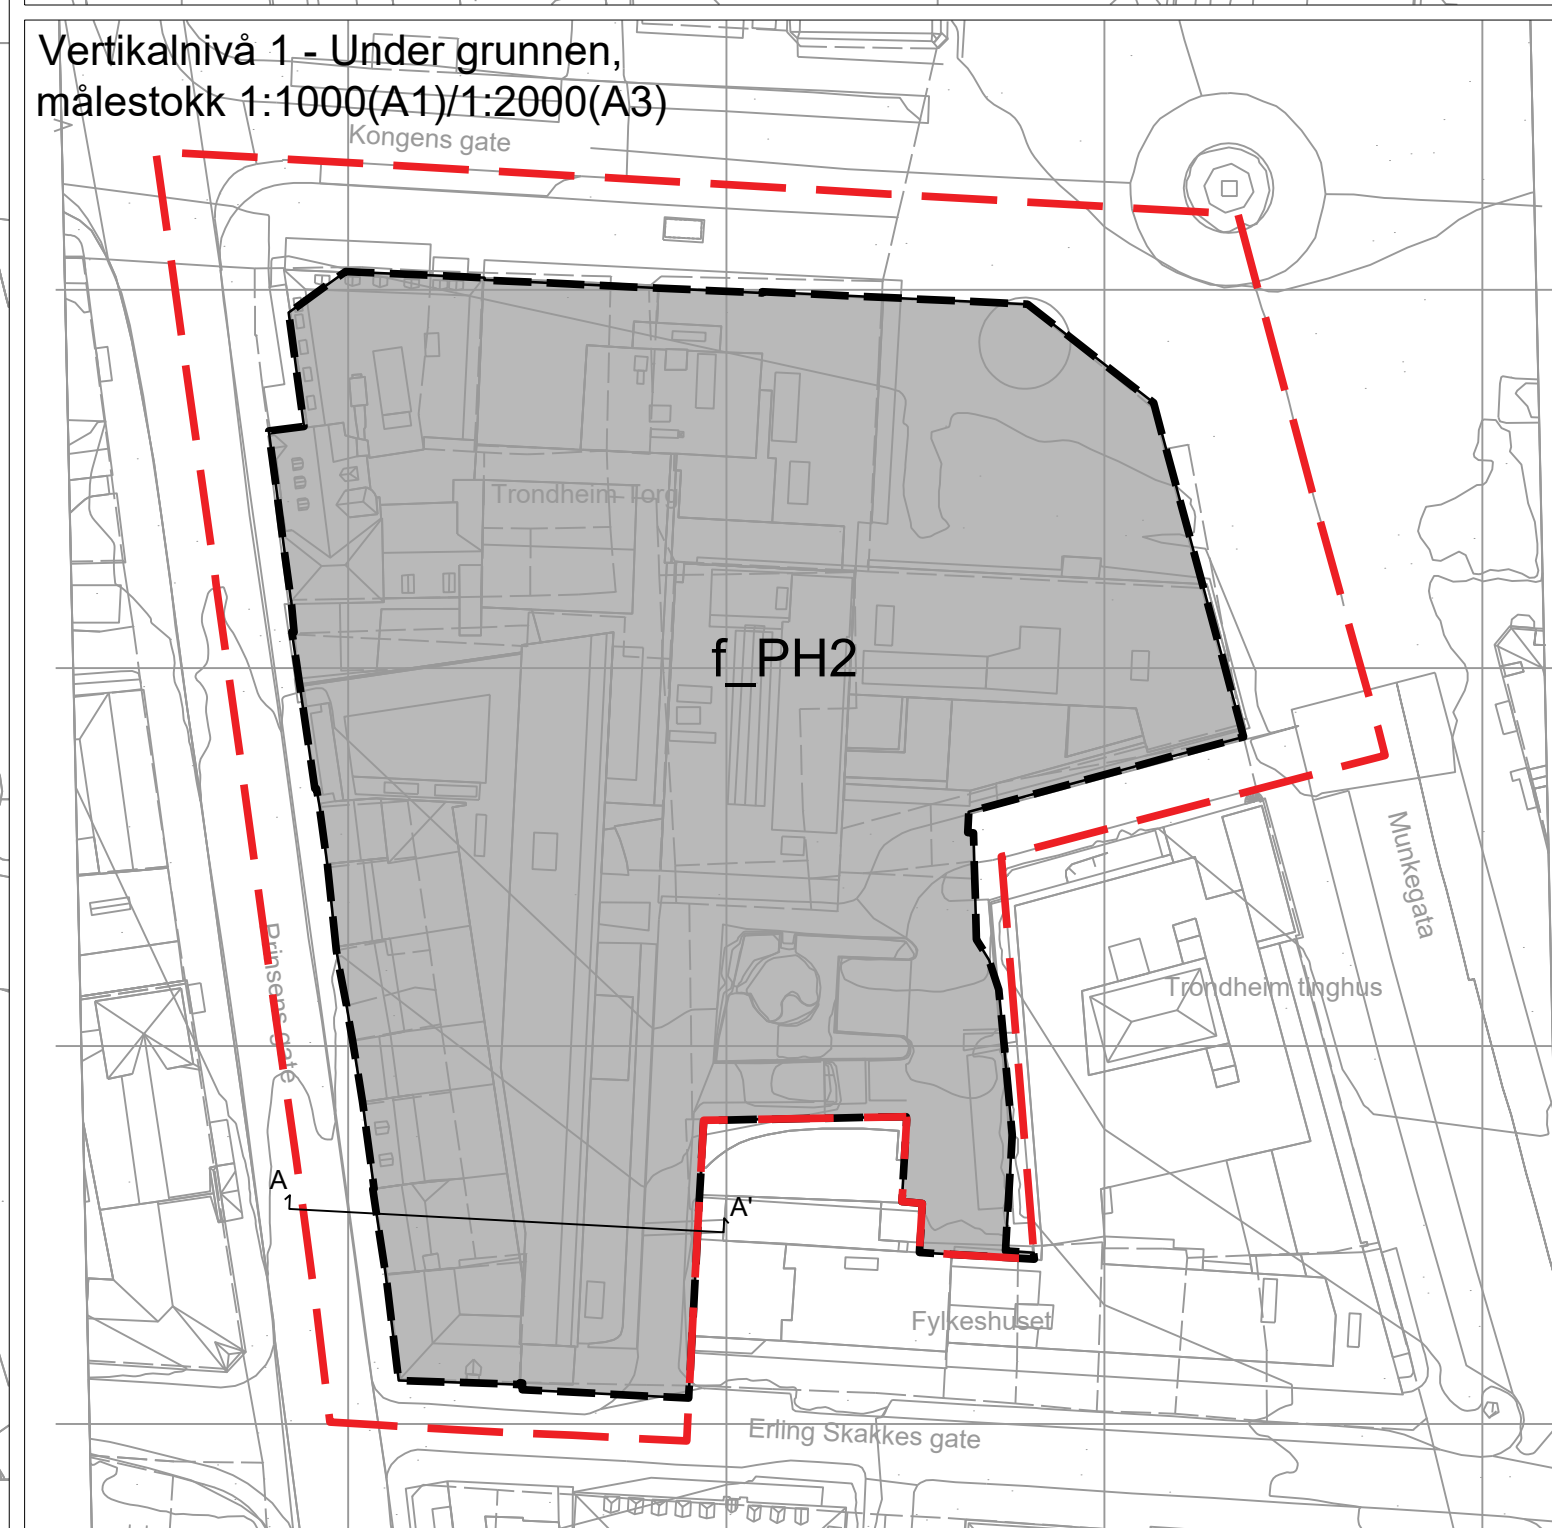 Vertikalnivå 1 - Under grunnen,
målestokk 1:1000(A1)/1:2000(A3)
Kongens gate
Trondheim Torg
f_PH2
Munkegata
Prinsens gate
Trondheim tinghus
A
A'
Fylkeshuset
Erling Skakkes gate